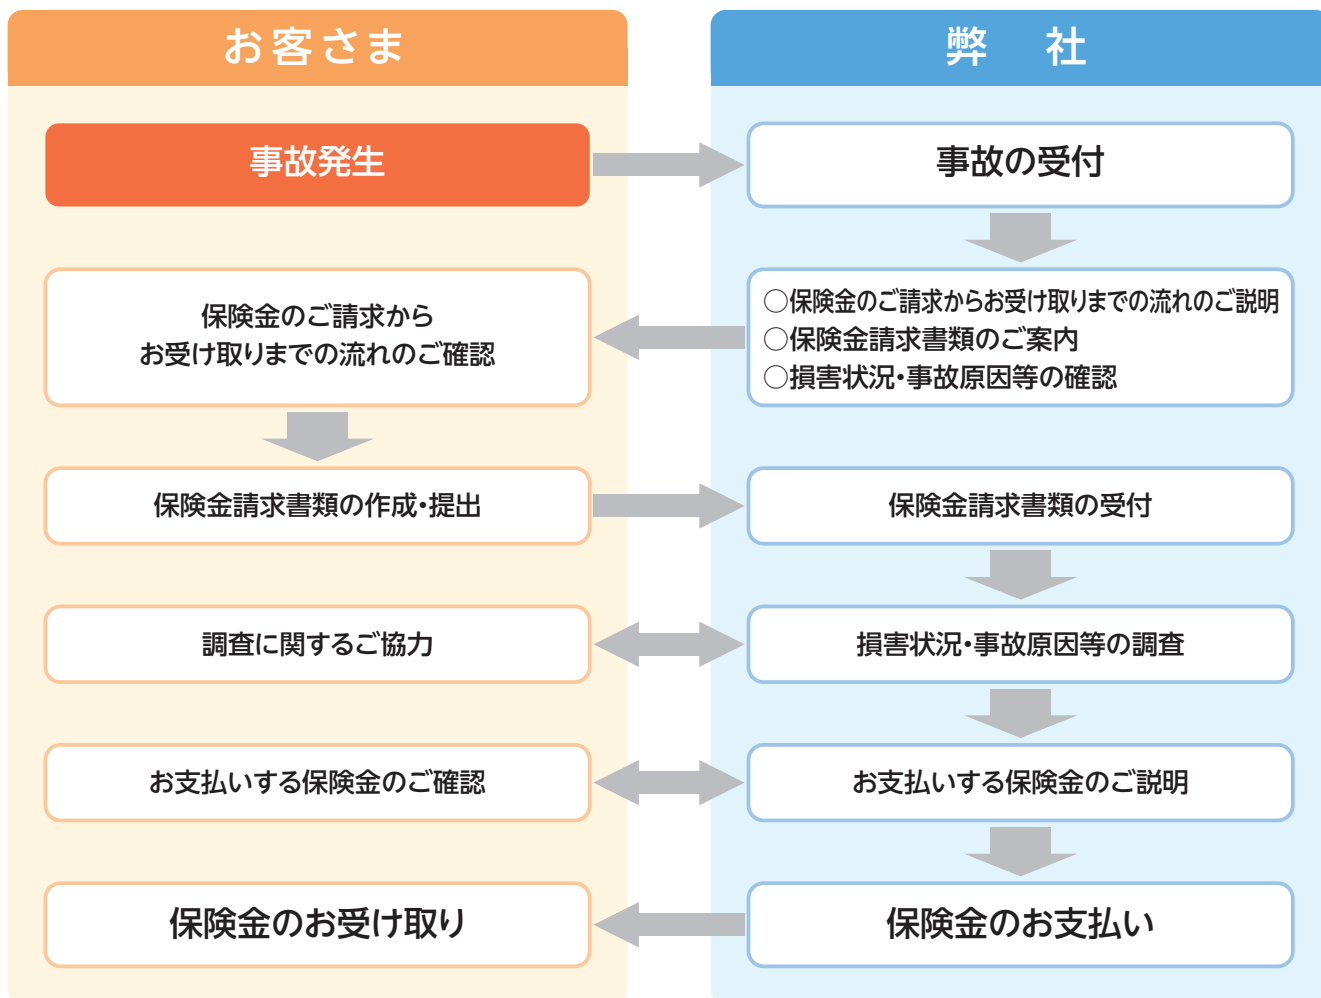 お客さま
弊 社
事故発生
事故の受付
保険金のご請求から
お受け取りまでの流れのご確認
○保険金のご請求からお受け取りまでの流れのご説明
○保険金請求書類のご案内
○損害状況・事故原因等の確認
保険金請求書類の作成・提出
保険金請求書類の受付
調査に関するご協力
損害状況・事故原因等の調査
お支払いする保険金のご確認
お支払いする保険金のご説明
保険金のお受け取り
保険金のお支払い